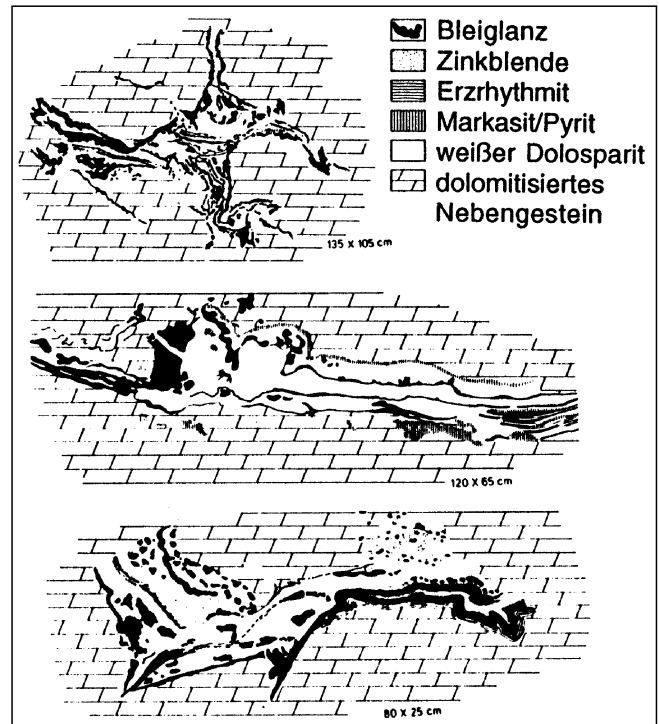 Bleiglanz
Zinkblende
Erzrhythmit
Markasit/Pyrit
weißer Dolosparit
dolomitisiertes
Nebengestein
135 x 105 cm
120 x 65 cm
80 x 25 cm